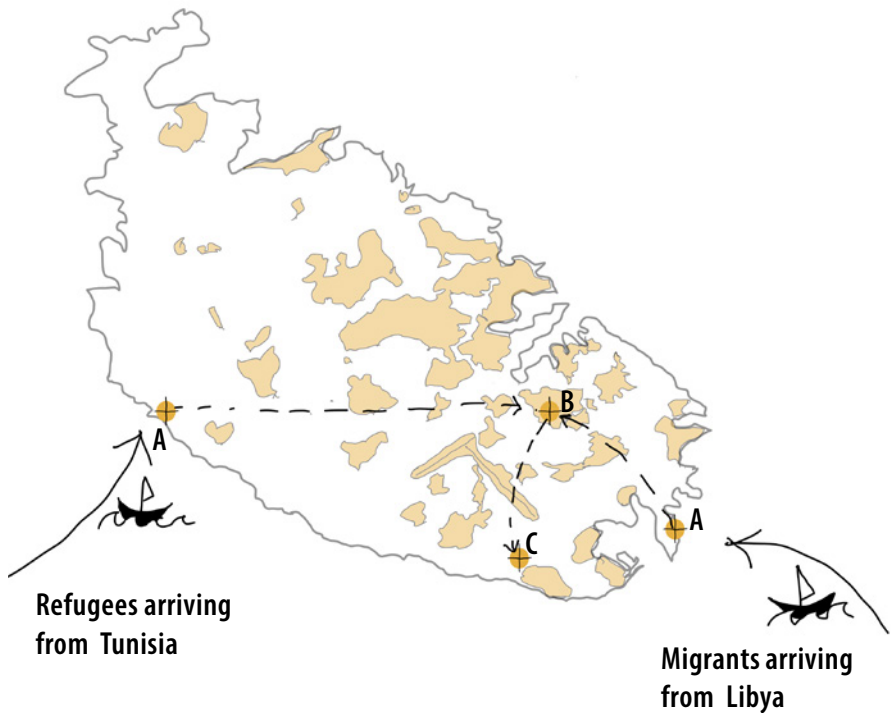 B
A
A
C
Refugees arriving
from Tunisia
Migrants arriving
from Libya